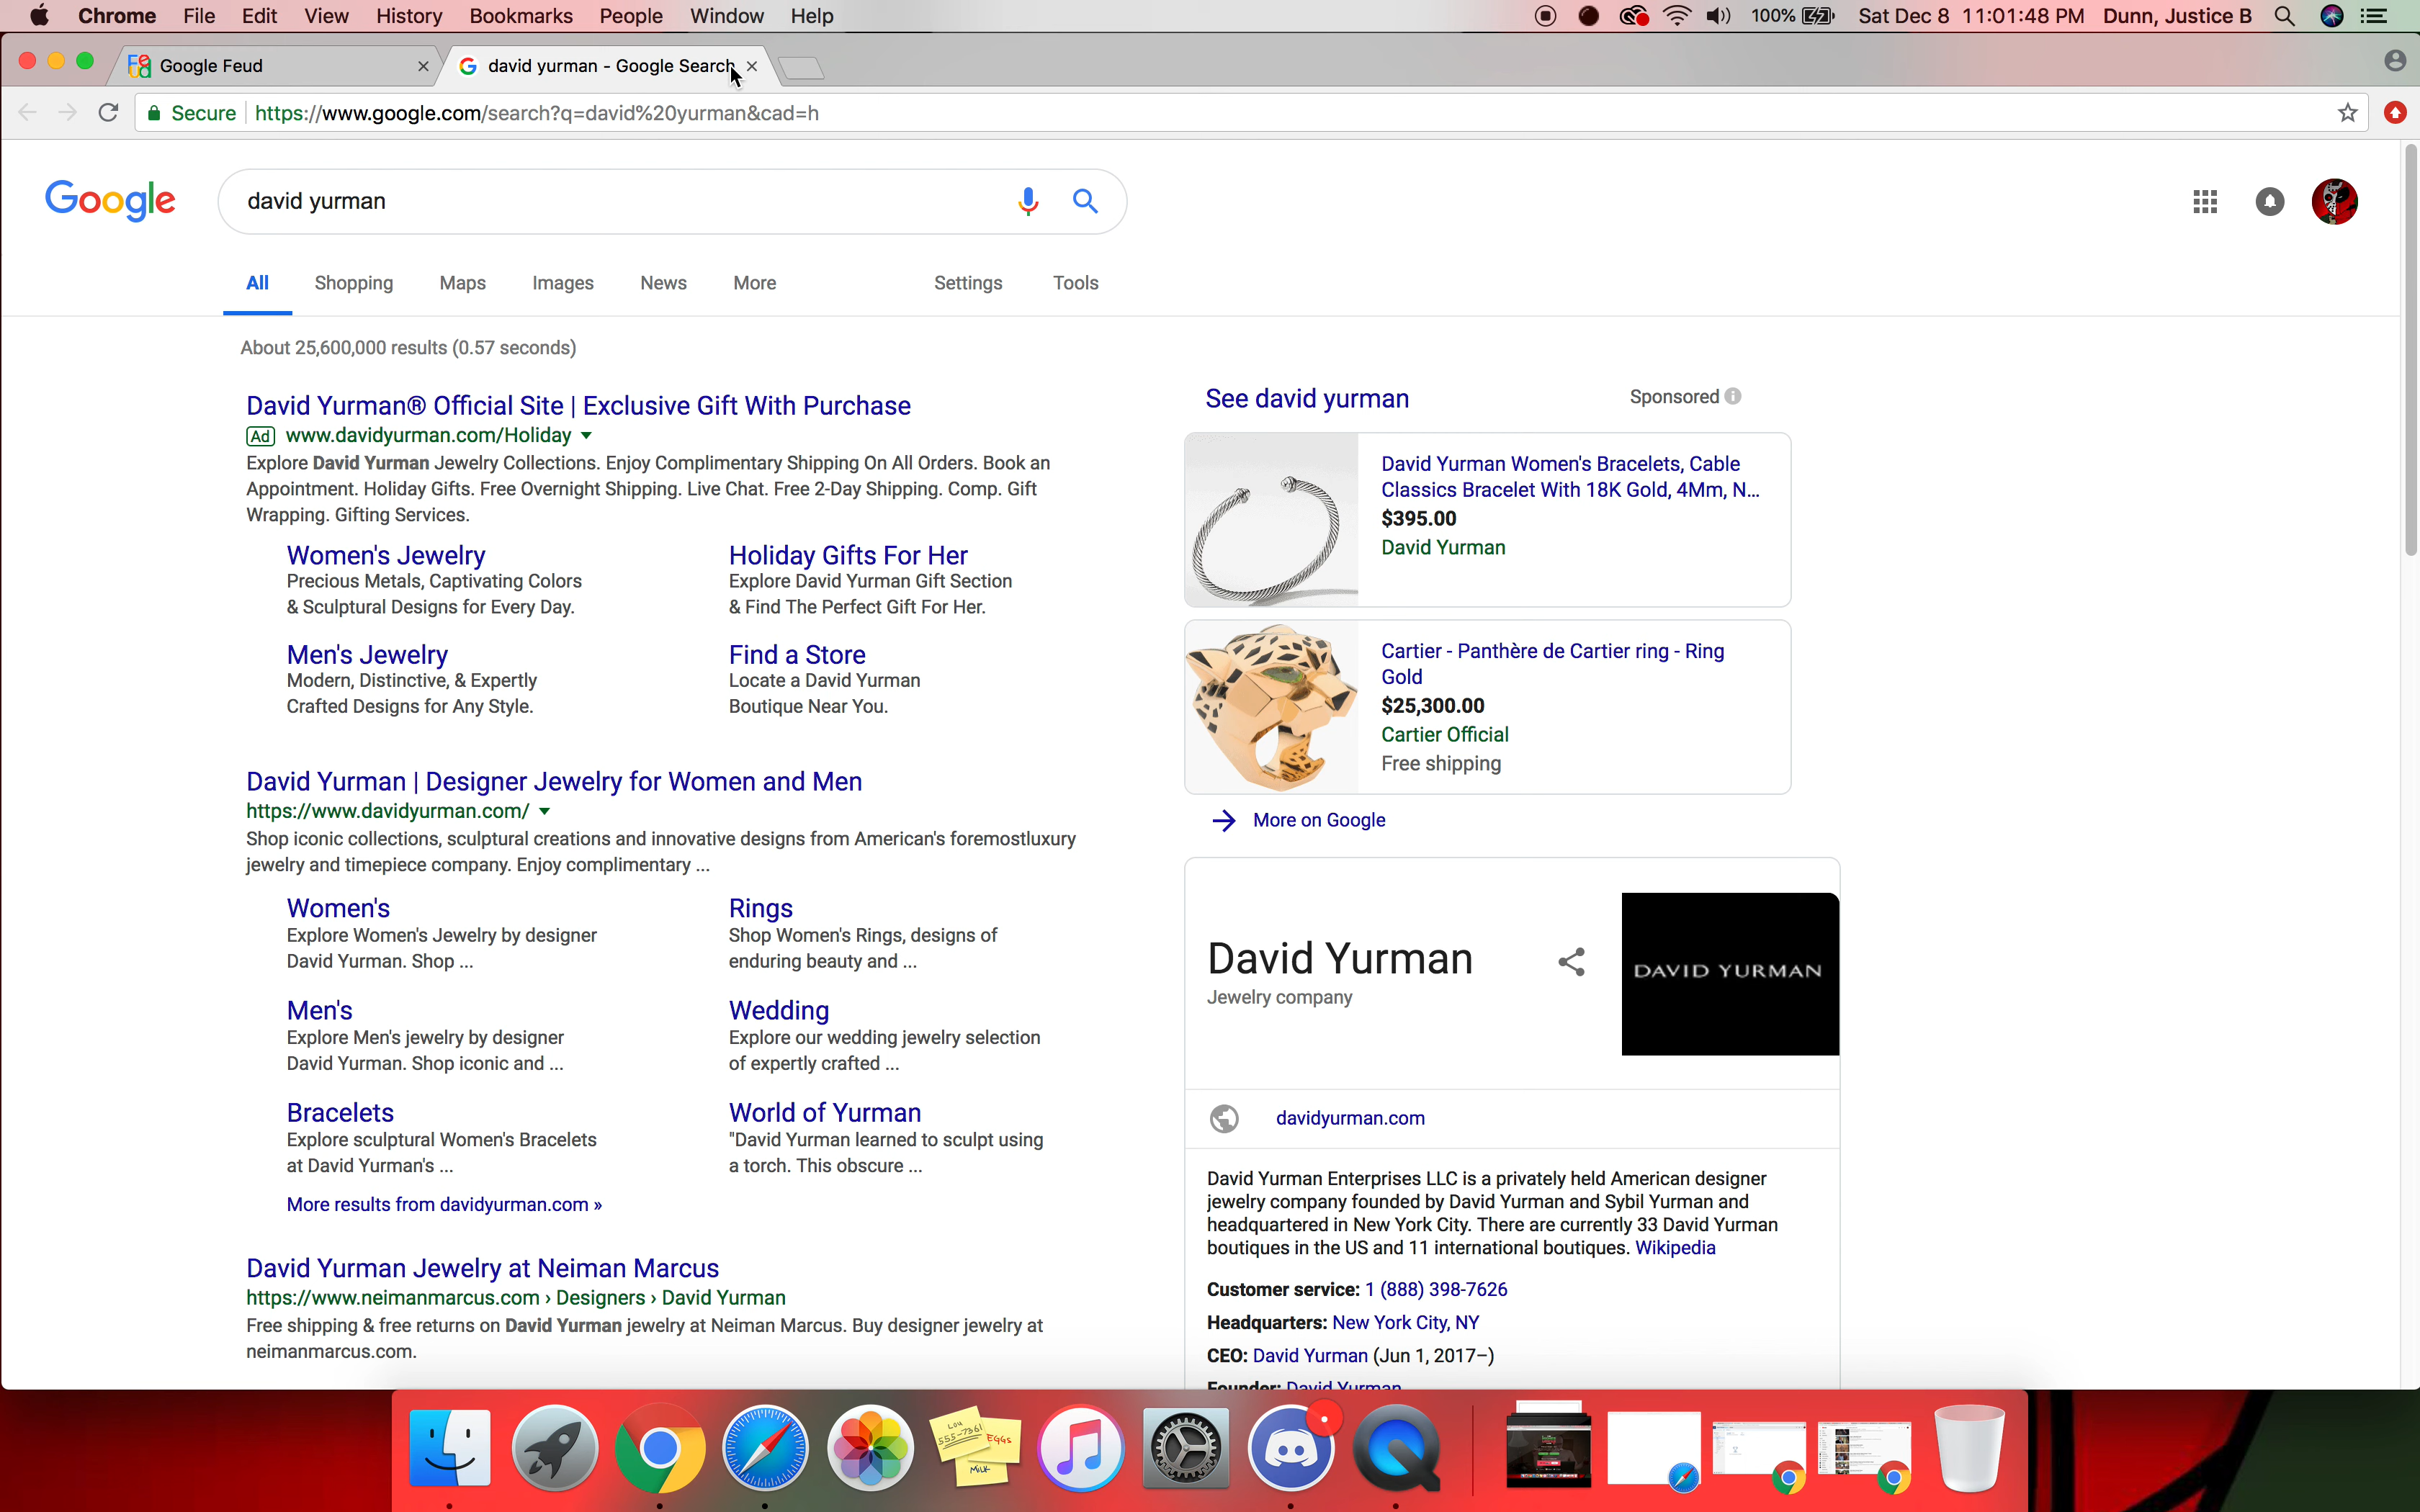 Chrome File Edit View History Bookmarks People Window Help 100% Sat Dec 8 11:01:48 PM Dunn, Justice B
Google Feud david yurman - Google Search
Secure https://www.google.com/search?q=david%20yurman&cad=h
Google david yurman
All Shopping Maps Images News More Settings Tools
About 25,600,000 results (0.57 seconds)
David Yurman® Official Site | Exclusive Gift With Purchase
Ad www.davidyurman.com/Holiday
Explore David Yurman Jewelry Collections. Enjoy Complimentary Shipping On All Orders. Book an
Appointment. Holiday Gifts. Free Overnight Shipping. Live Chat. Free 2-Day Shipping. Comp. Gift
Wrapping. Gifting Services.
Women's Jewelry
Precious Metals, Captivating Colors
& Sculptural Designs for Every Day.
Holiday Gifts For Her
Explore David Yurman Gift Section
& Find The Perfect Gift For Her.
Men's Jewelry
Modern, Distinctive, & Expertly
Crafted Designs for Any Style.
Find a Store
Locate a David Yurman
Boutique Near You.
David Yurman | Designer Jewelry for Women and Men
https://www.davidyurman.com/
Shop iconic collections, sculptural creations and innovative designs from American's foremostluxury
jewelry and timepiece company. Enjoy complimentary ...
Women's
Explore Women's Jewelry by designer
David Yurman. Shop ...
Rings
Shop Women's Rings, designs of
enduring beauty and ...
Men's
Explore Men's jewelry by designer
David Yurman. Shop iconic and ...
Wedding
Explore our wedding jewelry selection
of expertly crafted ...
Bracelets
Explore sculptural Women's Bracelets
at David Yurman's ...
World of Yurman
"David Yurman learned to sculpt using
a torch. This obscure ...
More results from davidyurman.com »
David Yurman Jewelry at Neiman Marcus
https://www.neimanmarcus.com › Designers › David Yurman
Free shipping & free returns on David Yurman jewelry at Neiman Marcus. Buy designer jewelry at
neimanmarcus.com.
See david yurman Sponsored
David Yurman Women's Bracelets, Cable
Classics Bracelet With 18K Gold, 4Mm, N...
$395.00
David Yurman
Cartier - Panthère de Cartier ring - Ring
Gold
$25,300.00
Cartier Official
Free shipping
More on Google
David Yurman
Jewelry company
DAVID YURMAN
davidyurman.com
David Yurman Enterprises LLC is a privately held American designer
jewelry company founded by David Yurman and Sybil Yurman and
headquartered in New York City. There are currently 33 David Yurman
boutiques in the US and 11 international boutiques. Wikipedia
Customer service: 1 (888) 398-7626
Headquarters: New York City, NY
CEO: David Yurman (Jun 1, 2017–)
Founder: David Yurman
LOU
555-7361
EGGS
MILK